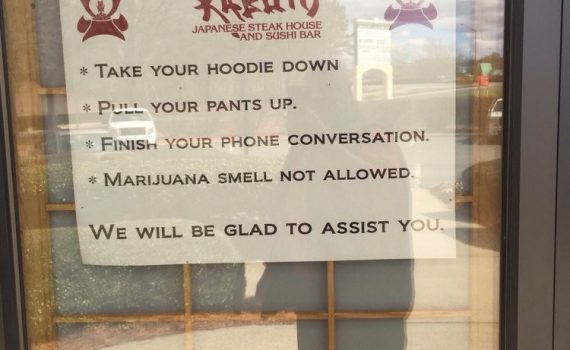 KABUTO
JAPANESE STEAK HOUSE
AND SUSHI BAR
* TAKE YOUR HOODIE DOWN
* PULL YOUR PANTS UP.
* FINISH YOUR PHONE CONVERSATION.
* MARIJUANA SMELL NOT ALLOWED.
WE WILL BE GLAD TO ASSIST YOU.